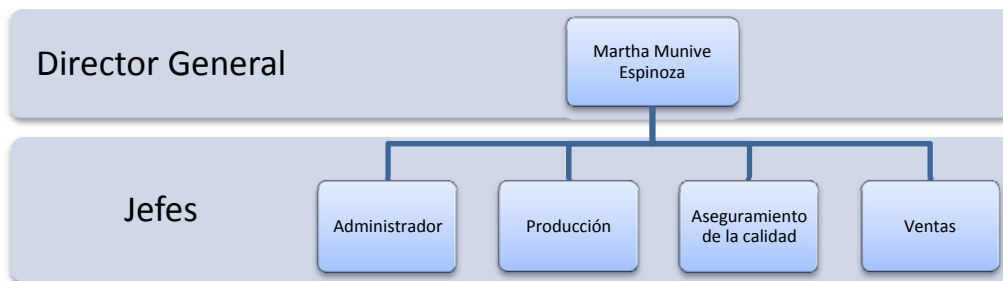 Director General
Martha Munive
Espinoza
Jefes
Administrador
Producción
Aseguramiento
de la calidad
Ventas